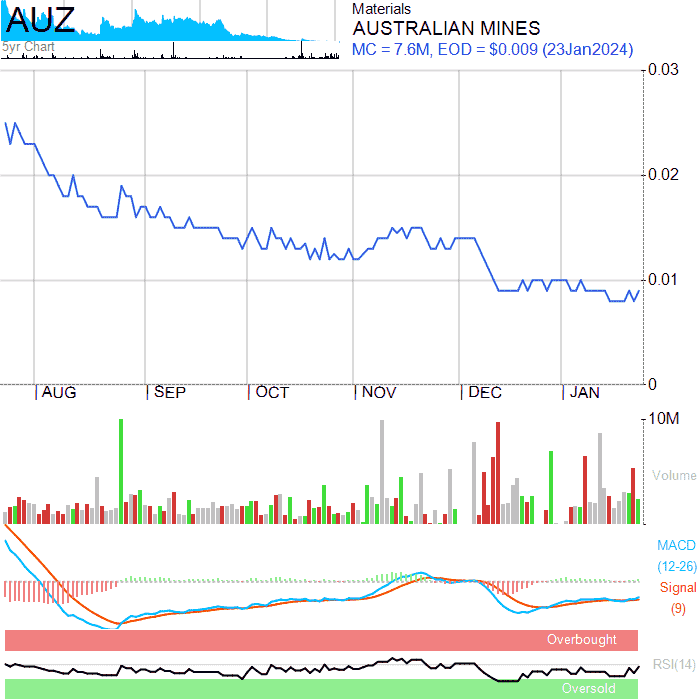 AUZ
5yr Chart
Materials
AUSTRALIAN MINES
MC = 7.6M, EOD = $0.009 (23Jan2024)
0.03
0.02
0.01
0
AUG SEP OCT NOV DEC JAN
10M
Volume
MACD
(12-26)
Signal
(9)
Overbought
RSI(14)
Oversold